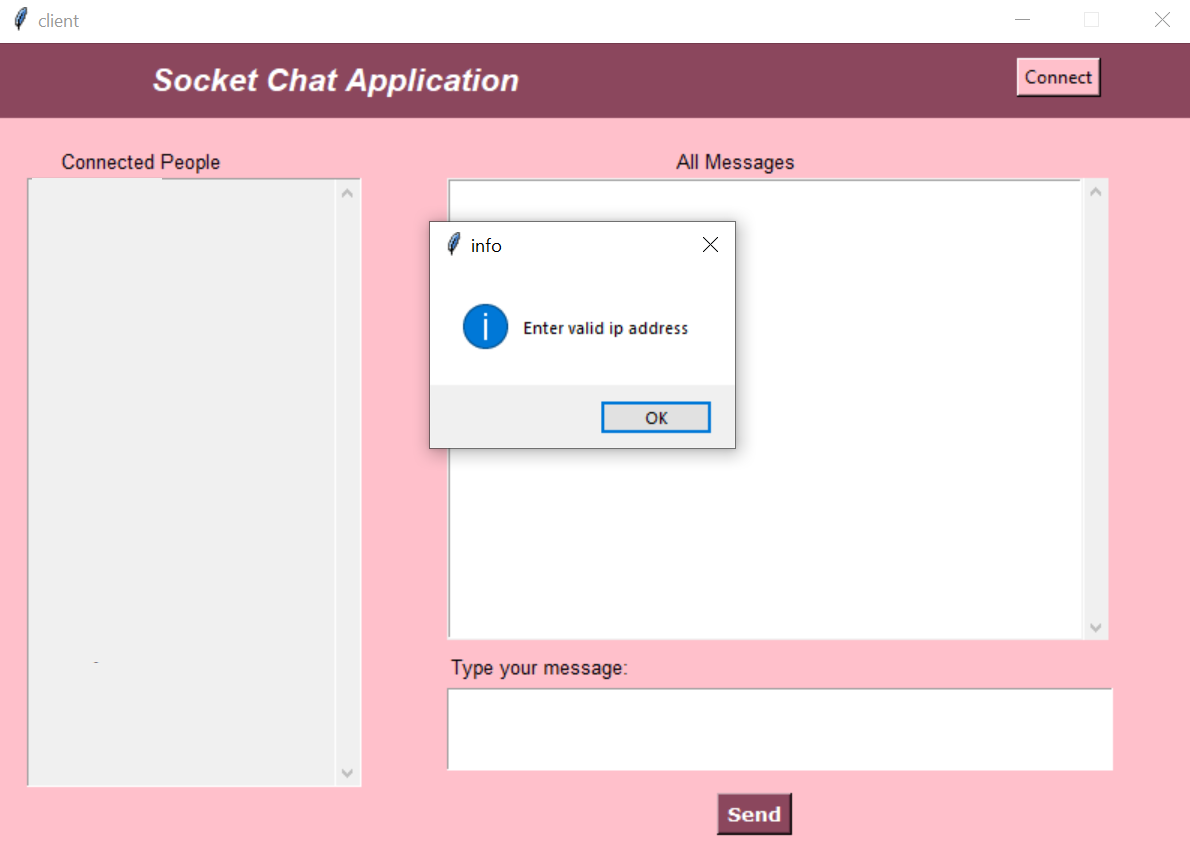 client
Socket Chat Application
Connect
Connected People
All Messages
info
Enter valid ip address
OK
Type your message:
Send